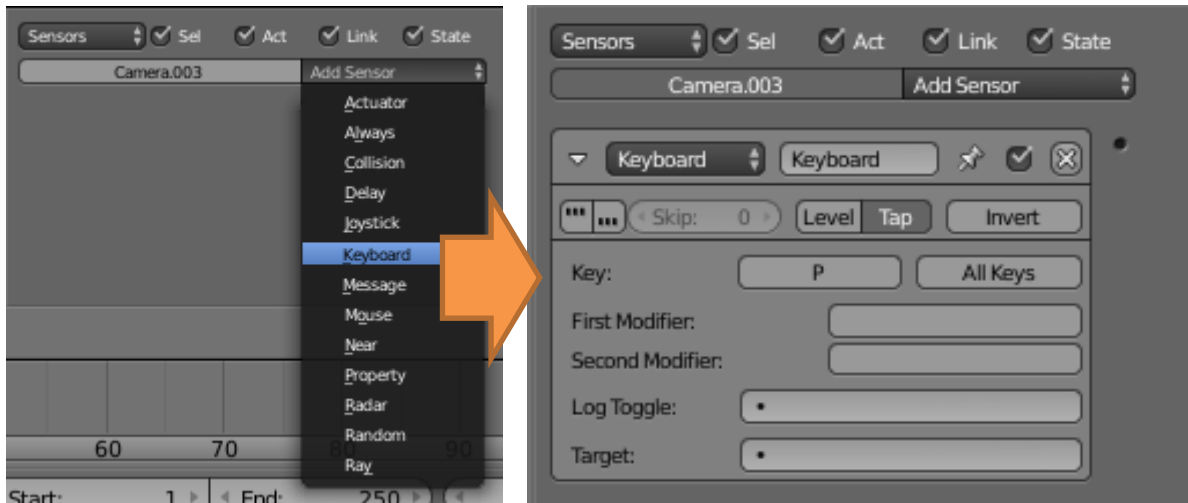 Sensors Sel Act Link State
Camera.003 Add Sensor
Actuator
Always
Collision
Delay
Joystick
Keyboard
Message
Mouse
Near
Property
Radar
Random
Ray
60 70 80 90
Start: 1 End: 250
Sensors Sel Act Link State
Camera.003 Add Sensor
Keyboard Keyboard
Skip: 0 Level Tap Invert
Key: P All Keys
First Modifier:
Second Modifier:
Log Toggle:
Target: